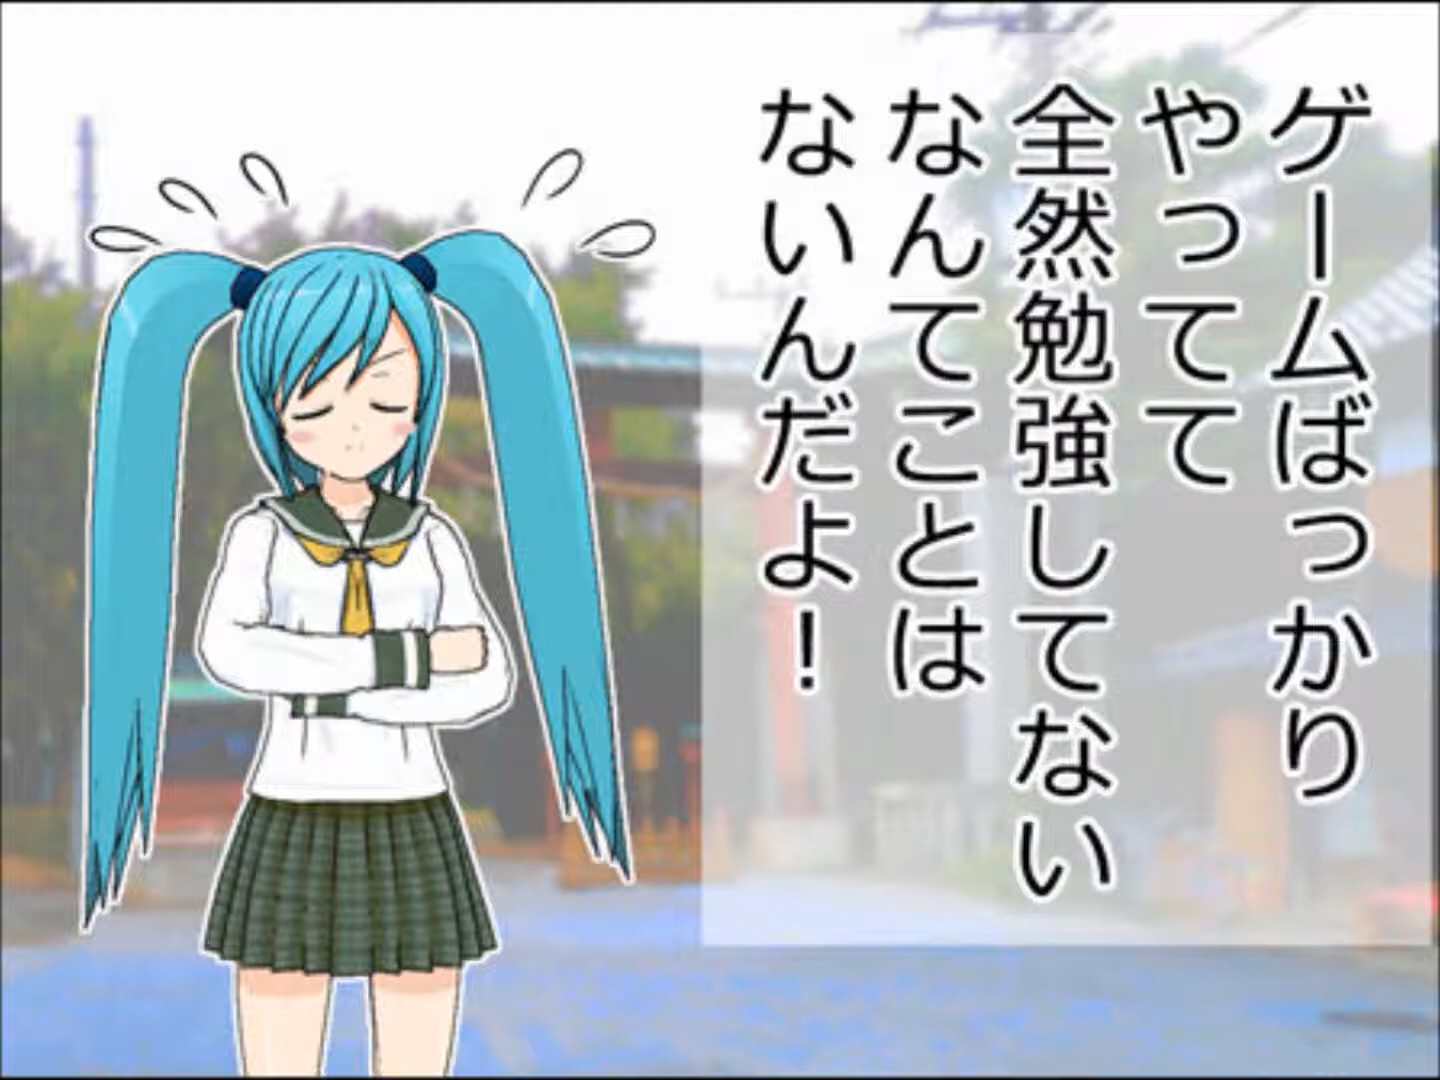 ゲームばっかり
やってて
全然勉強してない
なんてことは
ないんだよ！